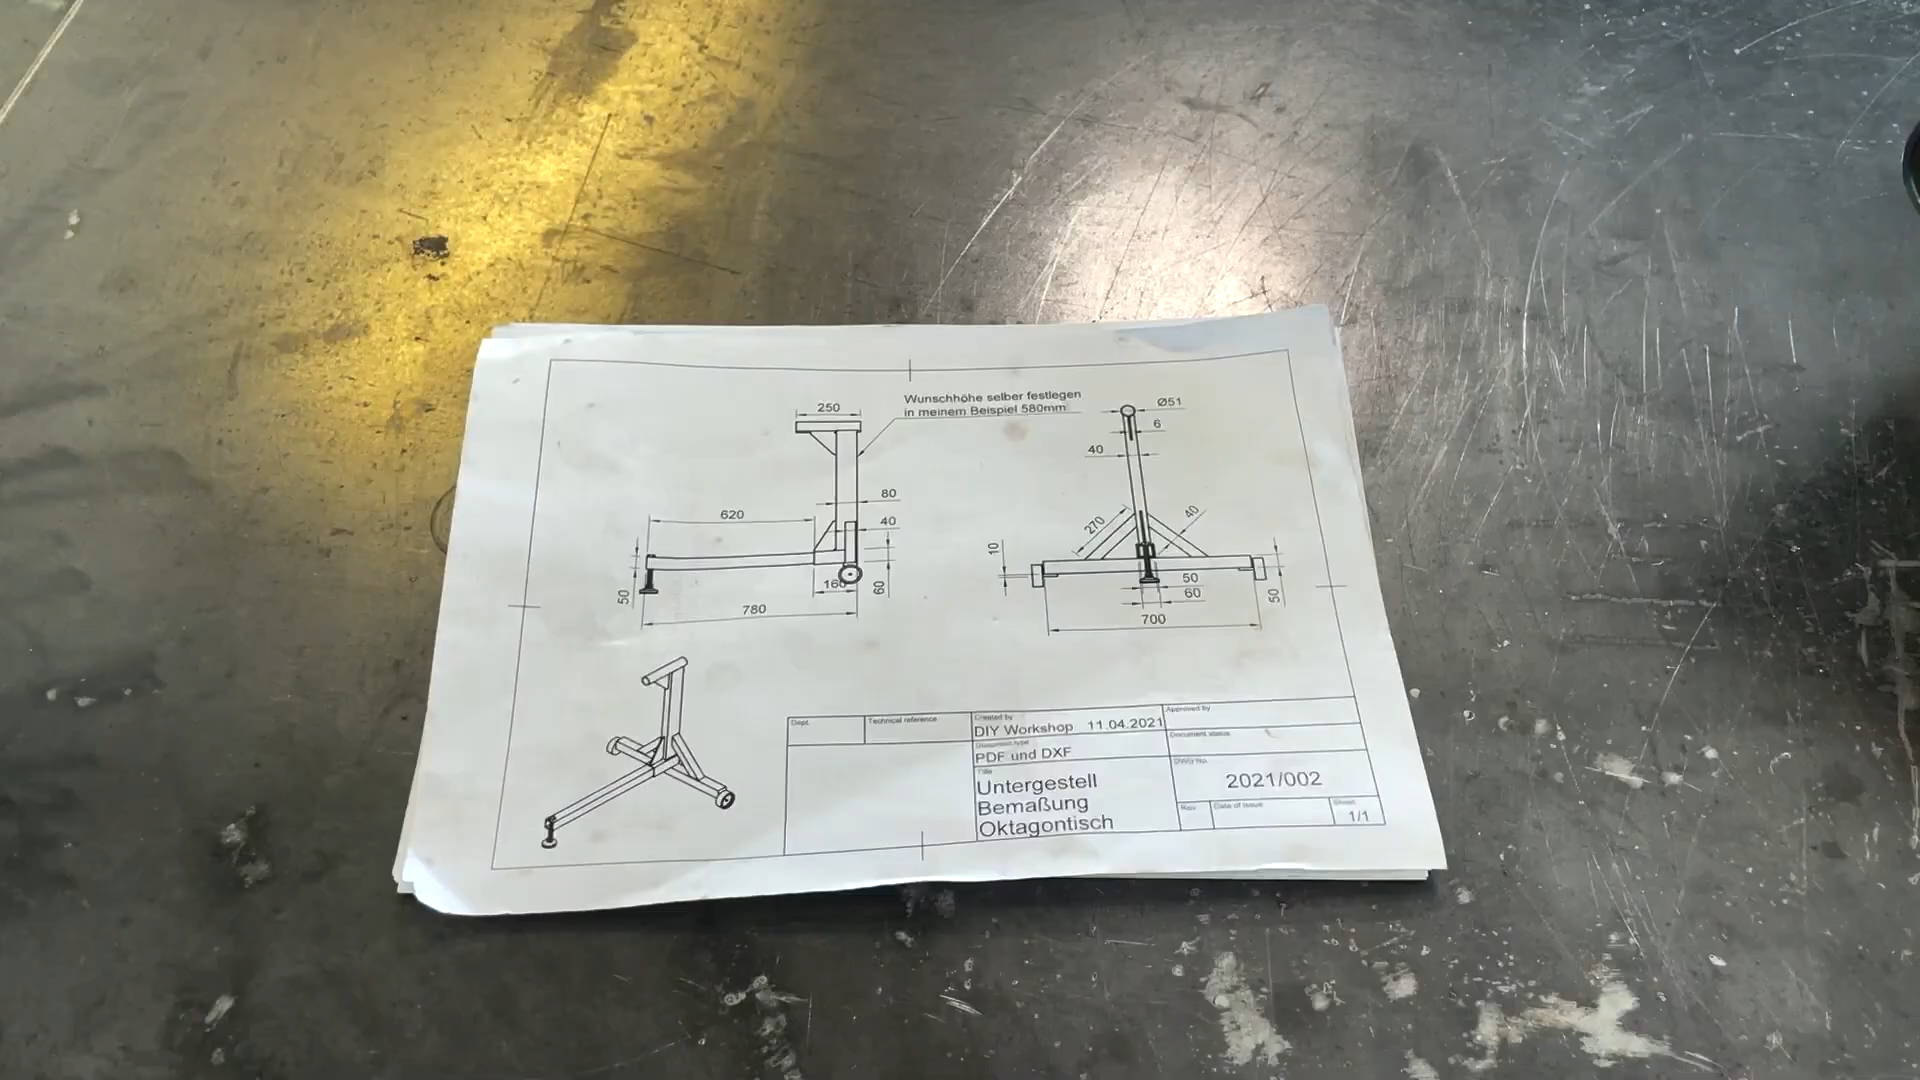 Wunschhöhe selber festlegen
in meinem Beispiel 580mm
250
80
40
620
160
60
50
780
Ø51
6
40
270
40
10
50
60
50
700
Dept.
Technical reference
Created by
DIY Workshop 11.04.2021
Approved by
Document type
PDF und DXF
Document status
Title
Untergestell
Bemaßung
Oktagontisch
DWG No.
2021/002
Rev.
Date of issue
Sheet
1/1